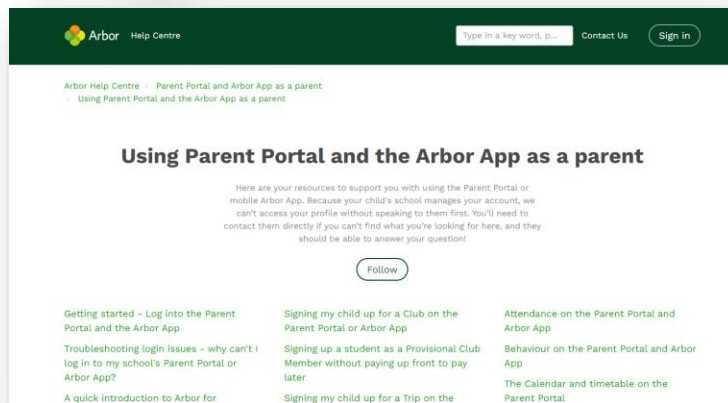 Arbor Help Centre
Type in a key word, p...
Contact Us
Sign in
Arbor Help Centre
Parent Portal and Arbor App as a parent
Using Parent Portal and the Arbor App as a parent
Using Parent Portal and the Arbor App as a parent
Here are your resources to support you with using the Parent Portal or
mobile Arbor App. Because your child's school manages your account, we
can't access your profile without speaking to them first. You'll need to
contact them directly if you can't find what you're looking for here, and they
should be able to answer your question!
Follow
Getting started - Log into the Parent
Portal and the Arbor App
Troubleshooting login issues - why can't I
log in to my school's Parent Portal or
Arbor App?
A quick introduction to Arbor for
Signing my child up for a Club on the
Parent Portal or Arbor App
Signing up a student as a Provisional Club
Member without paying up front to pay
later
Signing my child up for a Trip on the
Attendance on the Parent Portal and
Arbor App
Behaviour on the Parent Portal and Arbor
App
The Calendar and timetable on the
Parent Portal